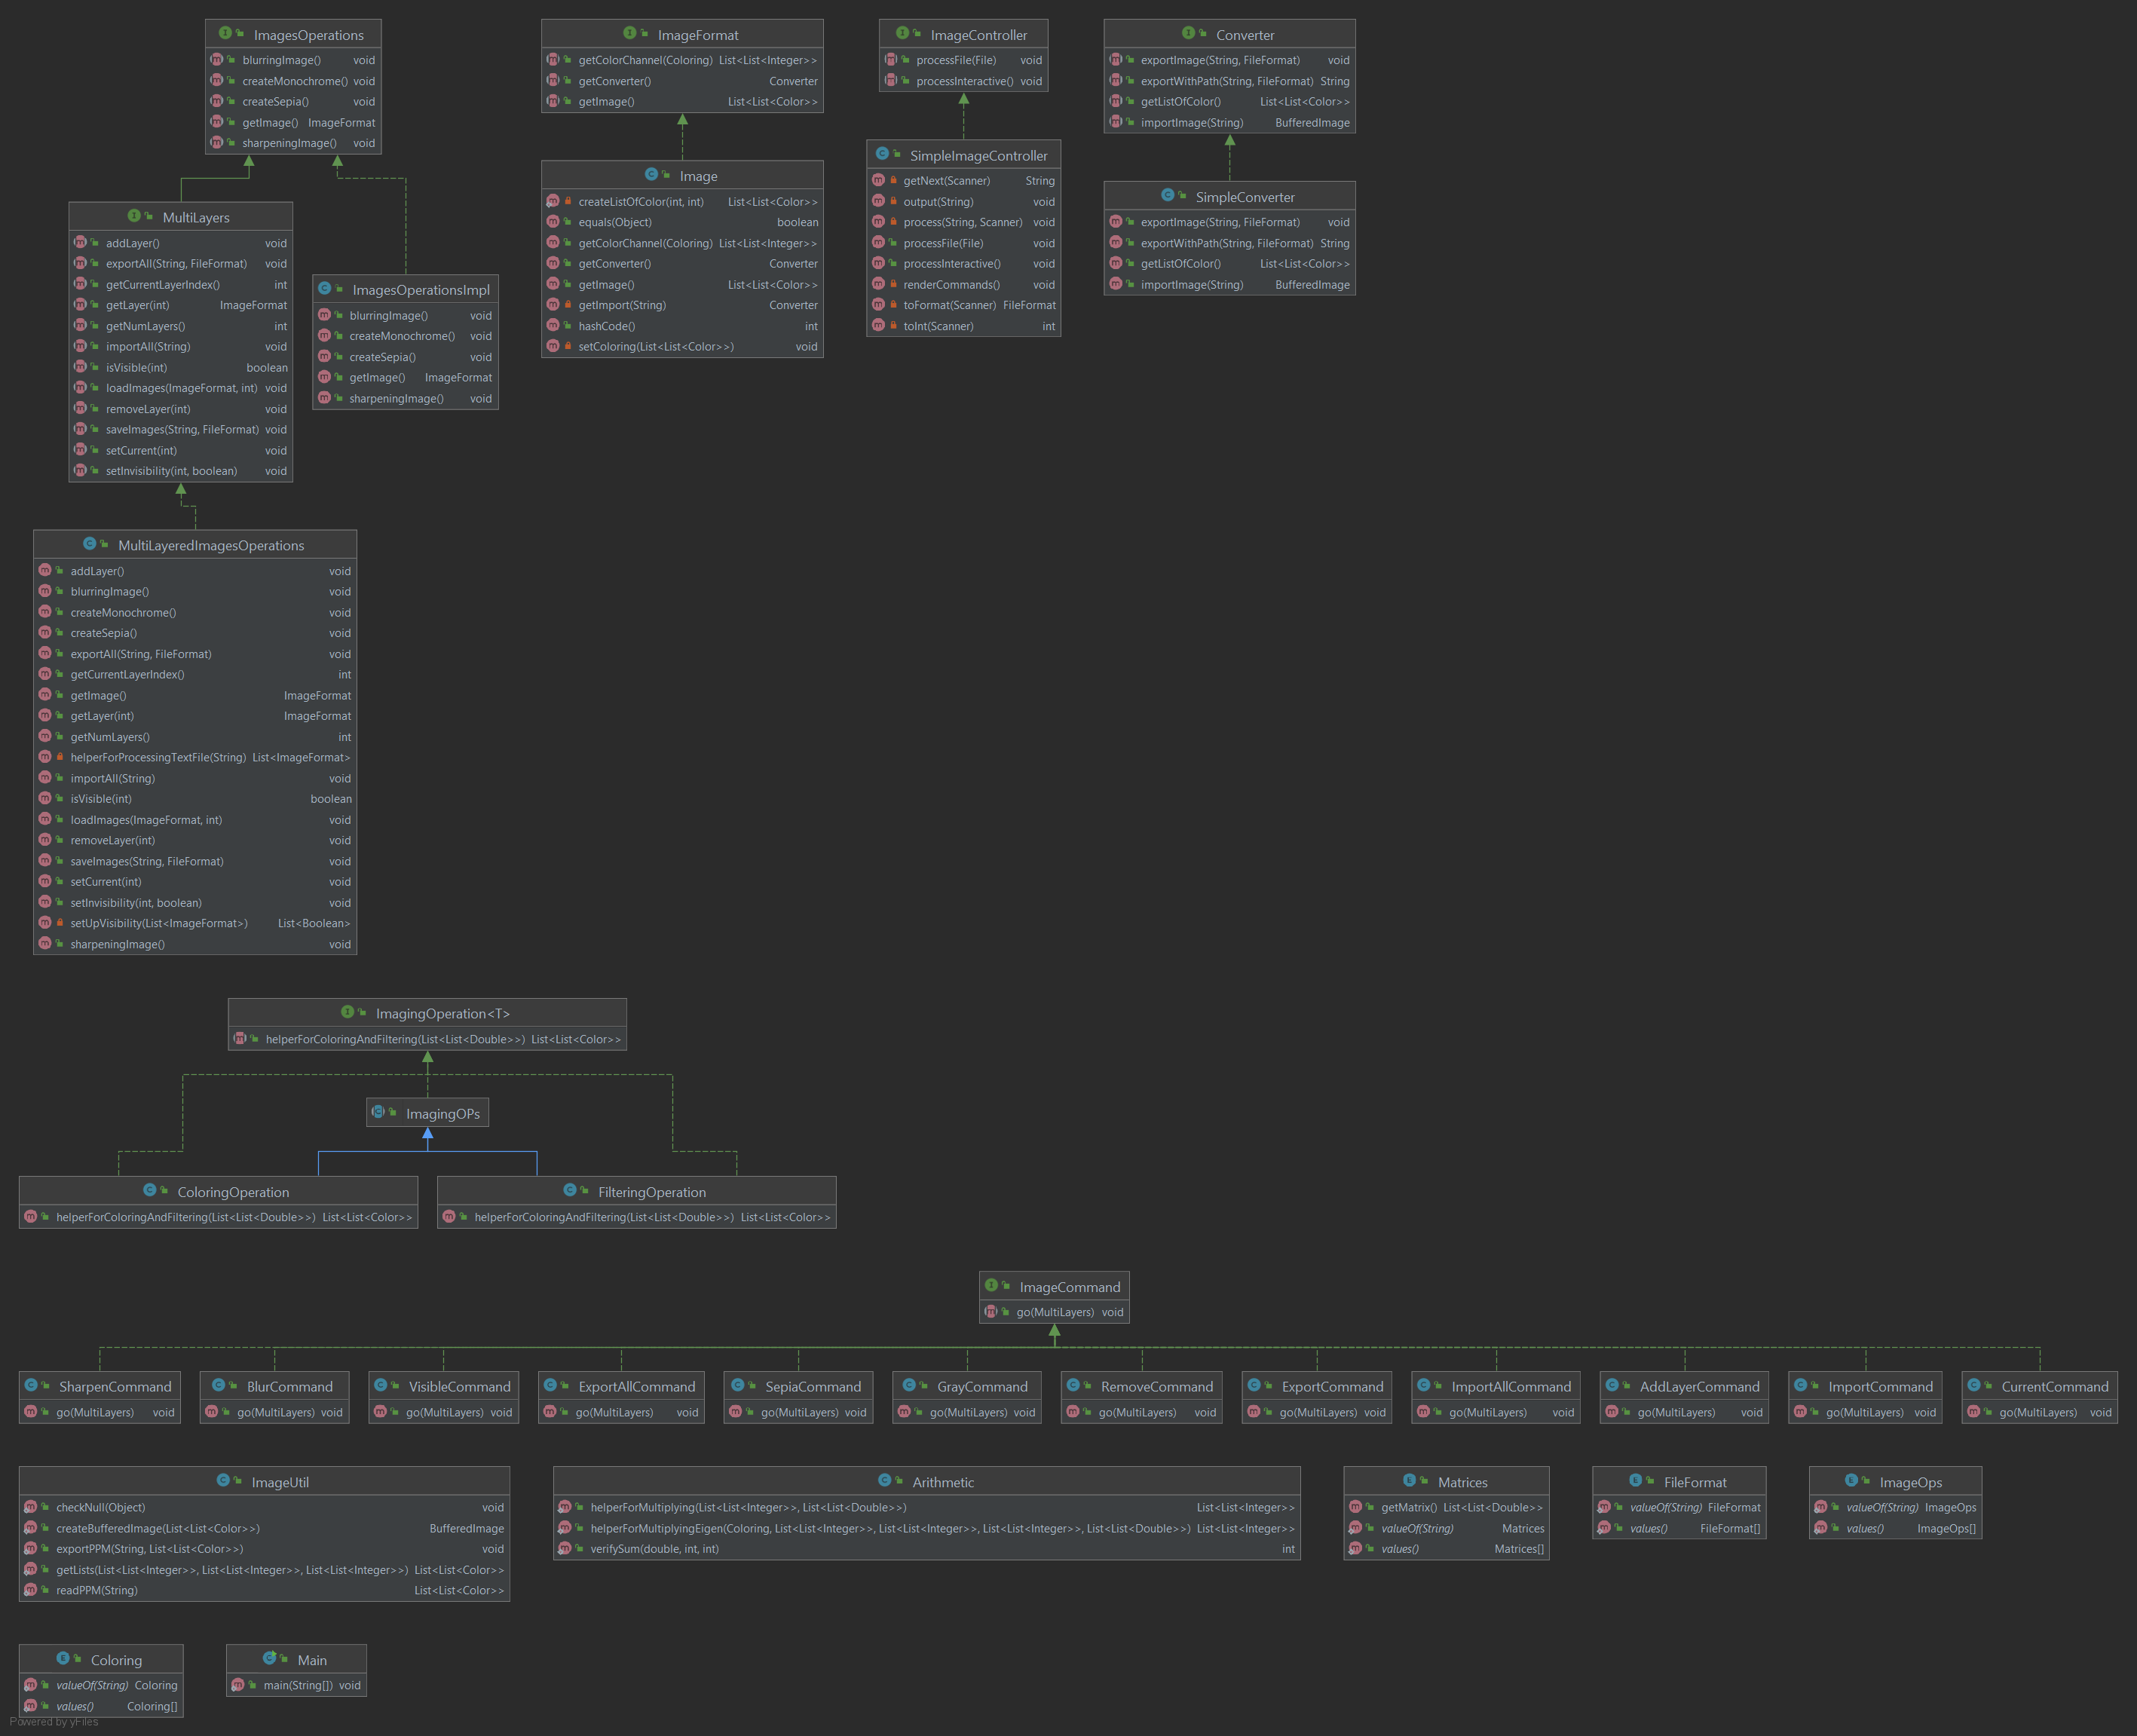 ImagesOperations
blurringImage() void
createMonochrome() void
createSepia() void
getImage() ImageFormat
sharpeningImage() void
ImageFormat
getColorChannel(Coloring) List<List<Integer>>
getConverter() Converter
getImage() List<List<Color>>
ImageController
processFile(File) void
processInteractive() void
Converter
exportImage(String, FileFormat) void
exportWithPath(String, FileFormat) String
getListOfColor() List<List<Color>>
importImage(String) BufferedImage
MultiLayers
addLayer() void
exportAll(String, FileFormat) void
getCurrentLayerIndex() int
getLayer(int) ImageFormat
getNumLayers() int
importAll(String) void
isVisible(int) boolean
loadImages(ImageFormat, int) void
removeLayer(int) void
saveImages(String, FileFormat) void
setCurrent(int) void
setInvisibility(int, boolean) void
ImagesOperationsImpl
blurringImage() void
createMonochrome() void
createSepia() void
getImage() ImageFormat
sharpeningImage() void
Image
createListOfColor(int, int) List<List<Color>>
equals(Object) boolean
getColorChannel(Coloring) List<List<Integer>>
getConverter() Converter
getImage() List<List<Color>>
getImport(String) Converter
hashCode() int
setColoring(List<List<Color>>) void
SimpleImageController
getNext(Scanner) String
output(String) void
process(String, Scanner) void
processFile(File) void
processInteractive() void
renderCommands() void
toFormat(Scanner) FileFormat
toInt(Scanner) int
SimpleConverter
exportImage(String, FileFormat) void
exportWithPath(String, FileFormat) String
getListOfColor() List<List<Color>>
importImage(String) BufferedImage
MultiLayeredImagesOperations
addLayer() void
blurringImage() void
createMonochrome() void
createSepia() void
exportAll(String, FileFormat) void
getCurrentLayerIndex() int
getImage() ImageFormat
getLayer(int) ImageFormat
getNumLayers() int
helperForProcessingTextFile(String) List<ImageFormat>
importAll(String) void
isVisible(int) boolean
loadImages(ImageFormat, int) void
removeLayer(int) void
saveImages(String, FileFormat) void
setCurrent(int) void
setInvisibility(int, boolean) void
setUpVisibility(List<ImageFormat>) List<Boolean>
sharpeningImage() void
ImagingOperation<T>
helperForColoringAndFiltering(List<List<Double>>) List<List<Color>>
ImagingOPs
ColoringOperation
helperForColoringAndFiltering(List<List<Double>>) List<List<Color>>
FilteringOperation
helperForColoringAndFiltering(List<List<Double>>) List<List<Color>>
ImageCommand
go(MultiLayers) void
SharpenCommand
go(MultiLayers) void
BlurCommand
go(MultiLayers) void
VisibleCommand
go(MultiLayers) void
ExportAllCommand
go(MultiLayers) void
SepiaCommand
go(MultiLayers) void
GrayCommand
go(MultiLayers) void
RemoveCommand
go(MultiLayers) void
ExportCommand
go(MultiLayers) void
ImportAllCommand
go(MultiLayers) void
AddLayerCommand
go(MultiLayers) void
ImportCommand
go(MultiLayers) void
CurrentCommand
go(MultiLayers) void
ImageUtil
checkNull(Object) void
createBufferedImage(List<List<Color>>) BufferedImage
exportPPM(String, List<List<Color>>) void
getLists(List<List<Integer>>, List<List<Integer>>, List<List<Integer>>) List<List<Color>>
readPPM(String) List<List<Color>>
Arithmetic
helperForMultiplying(List<List<Integer>>, List<List<Double>>) List<List<Integer>>
helperForMultiplyingEigen(Coloring, List<List<Integer>>, List<List<Integer>>, List<List<Integer>>, List<List<Double>>) List<List<Integer>>
verifySum(double, int, int) int
Matrices
getMatrix() List<List<Double>>
valueOf(String) Matrices
values() Matrices[]
FileFormat
valueOf(String) FileFormat
values() FileFormat[]
ImageOps
valueOf(String) ImageOps
values() ImageOps[]
Coloring
valueOf(String) Coloring
values() Coloring[]
Main
main(String[]) void
Powered by yFiles